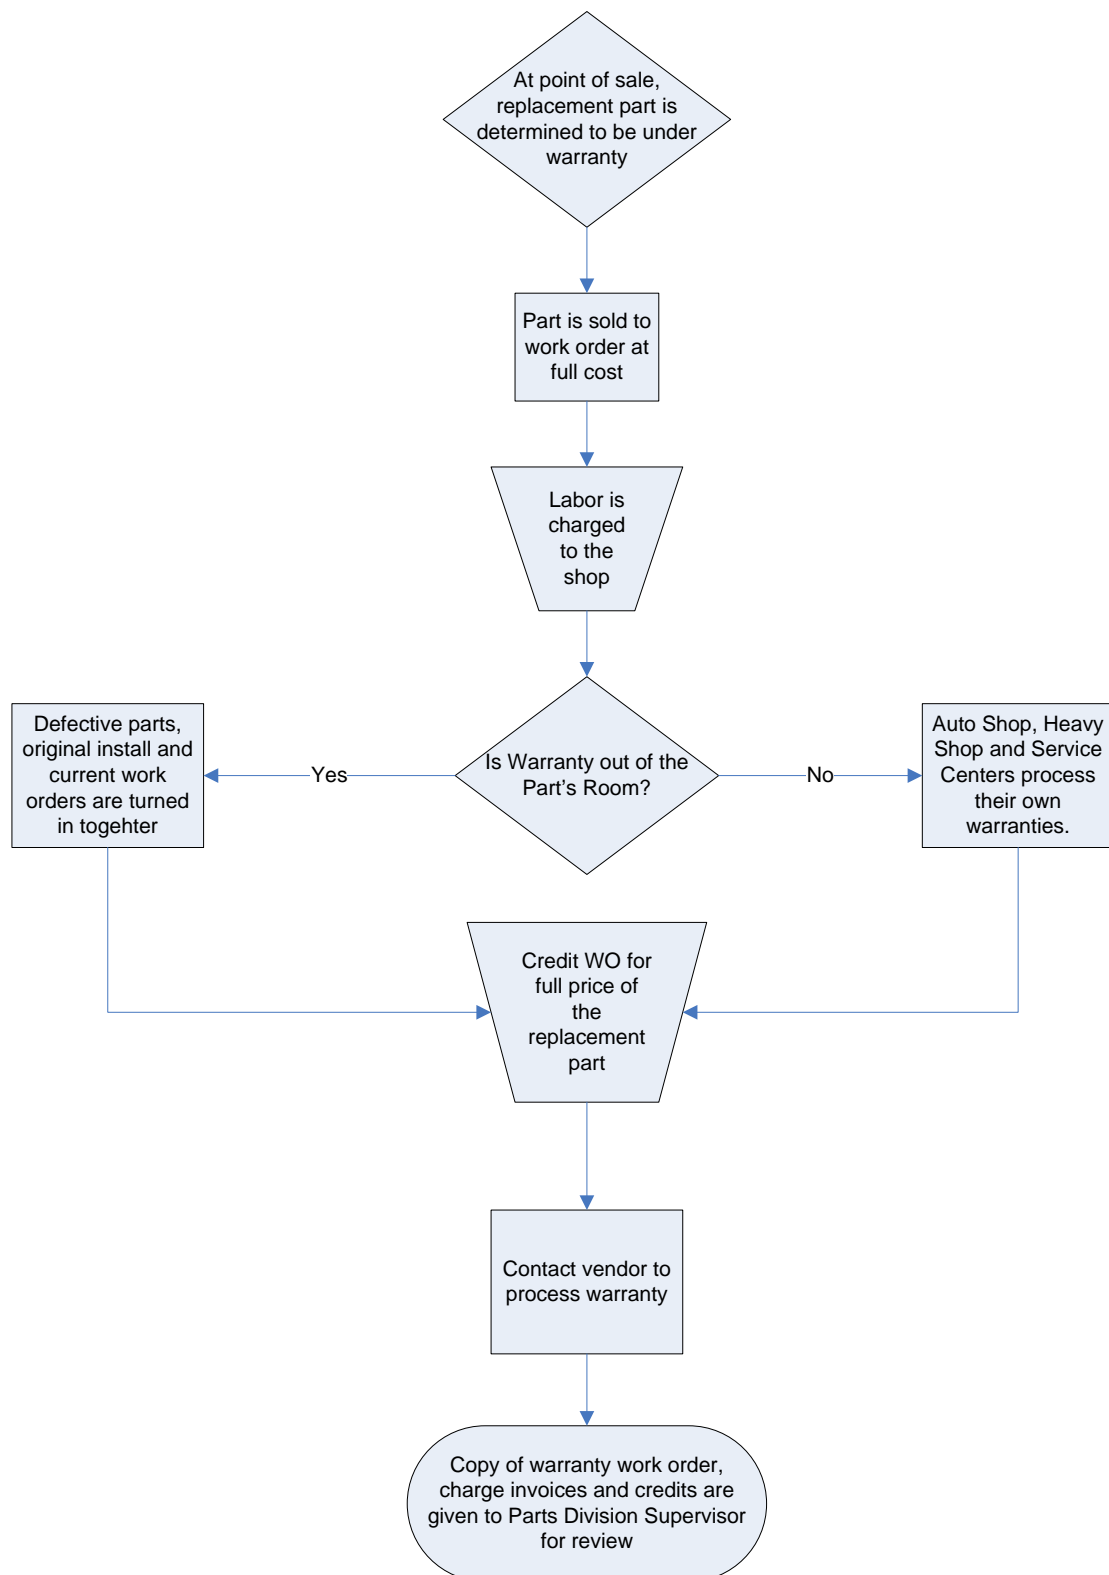 At point of sale,
replacement part is
determined to be under
warranty
Part is sold to
work order at
full cost
Labor is
charged
to the
shop
Is Warranty out of the
Part's Room?
Yes
No
Defective parts,
original install and
current work
orders are turned
in togehter
Auto Shop, Heavy
Shop and Service
Centers process
their own
warranties.
Credit WO for
full price of
the
replacement
part
Contact vendor to
process warranty
Copy of warranty work order,
charge invoices and credits are
given to Parts Division Supervisor
for review